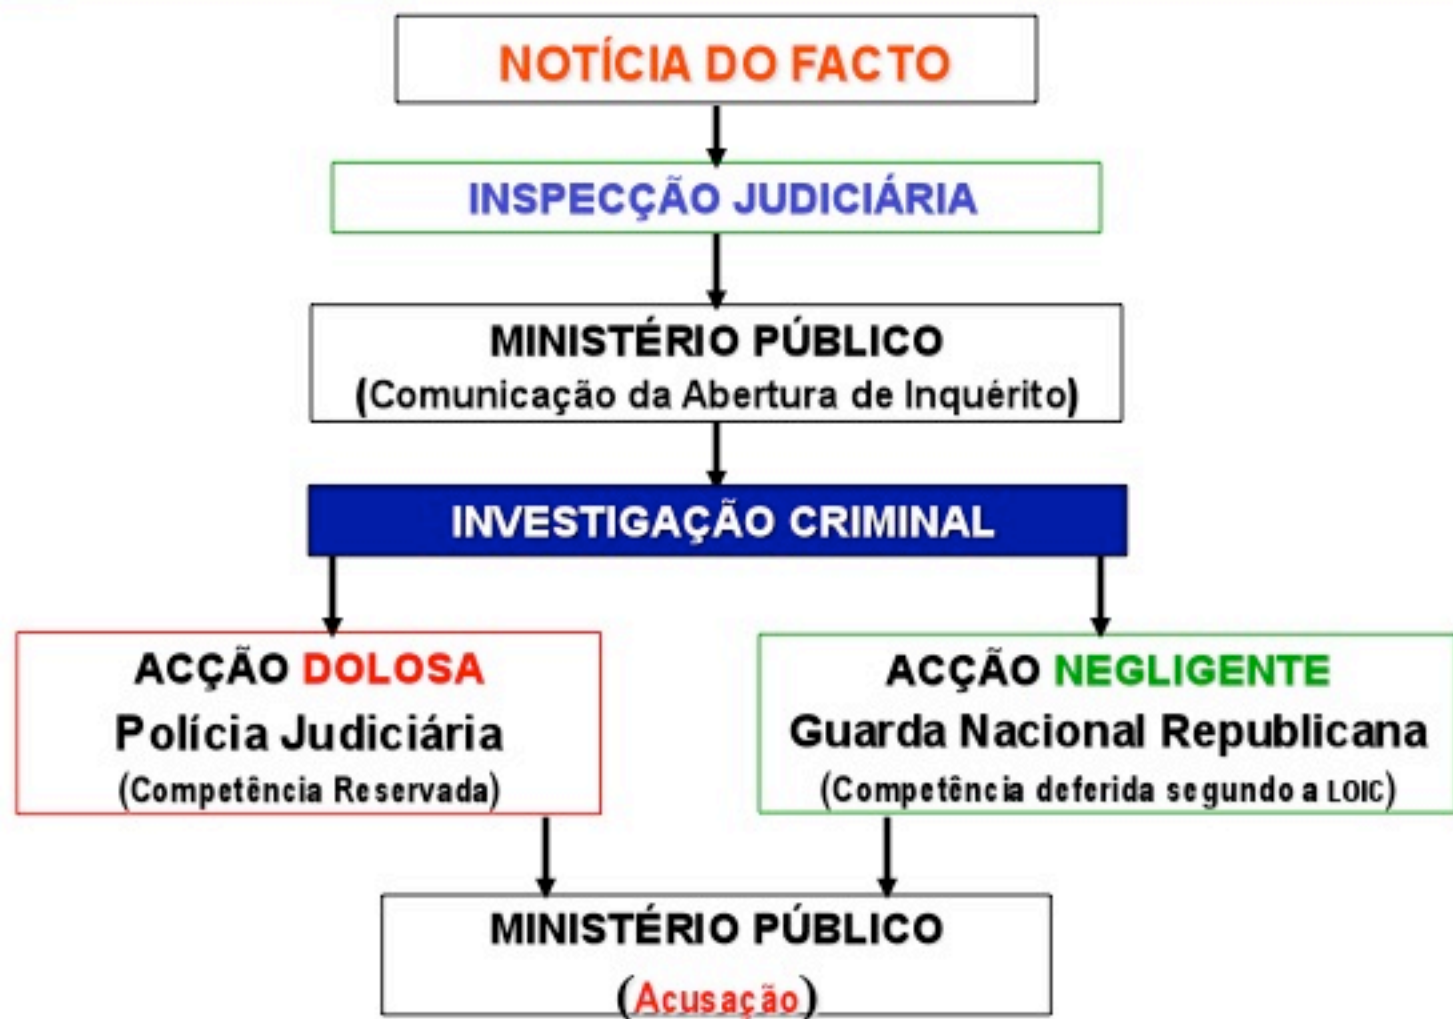 NOTÍCIA DO FACTO
INSPECÇÃO JUDICIÁRIA
MINISTÉRIO PÚBLICO
(Comunicação da Abertura de Inquérito)
INVESTIGAÇÃO CRIMINAL
ACÇÃO DOLOSA
Polícia Judiciária
(Competência Reservada)
ACÇÃO NEGLIGENTE
Guarda Nacional Republicana
(Competência deferida segundo a LOIC)
MINISTÉRIO PÚBLICO
(Acusação)